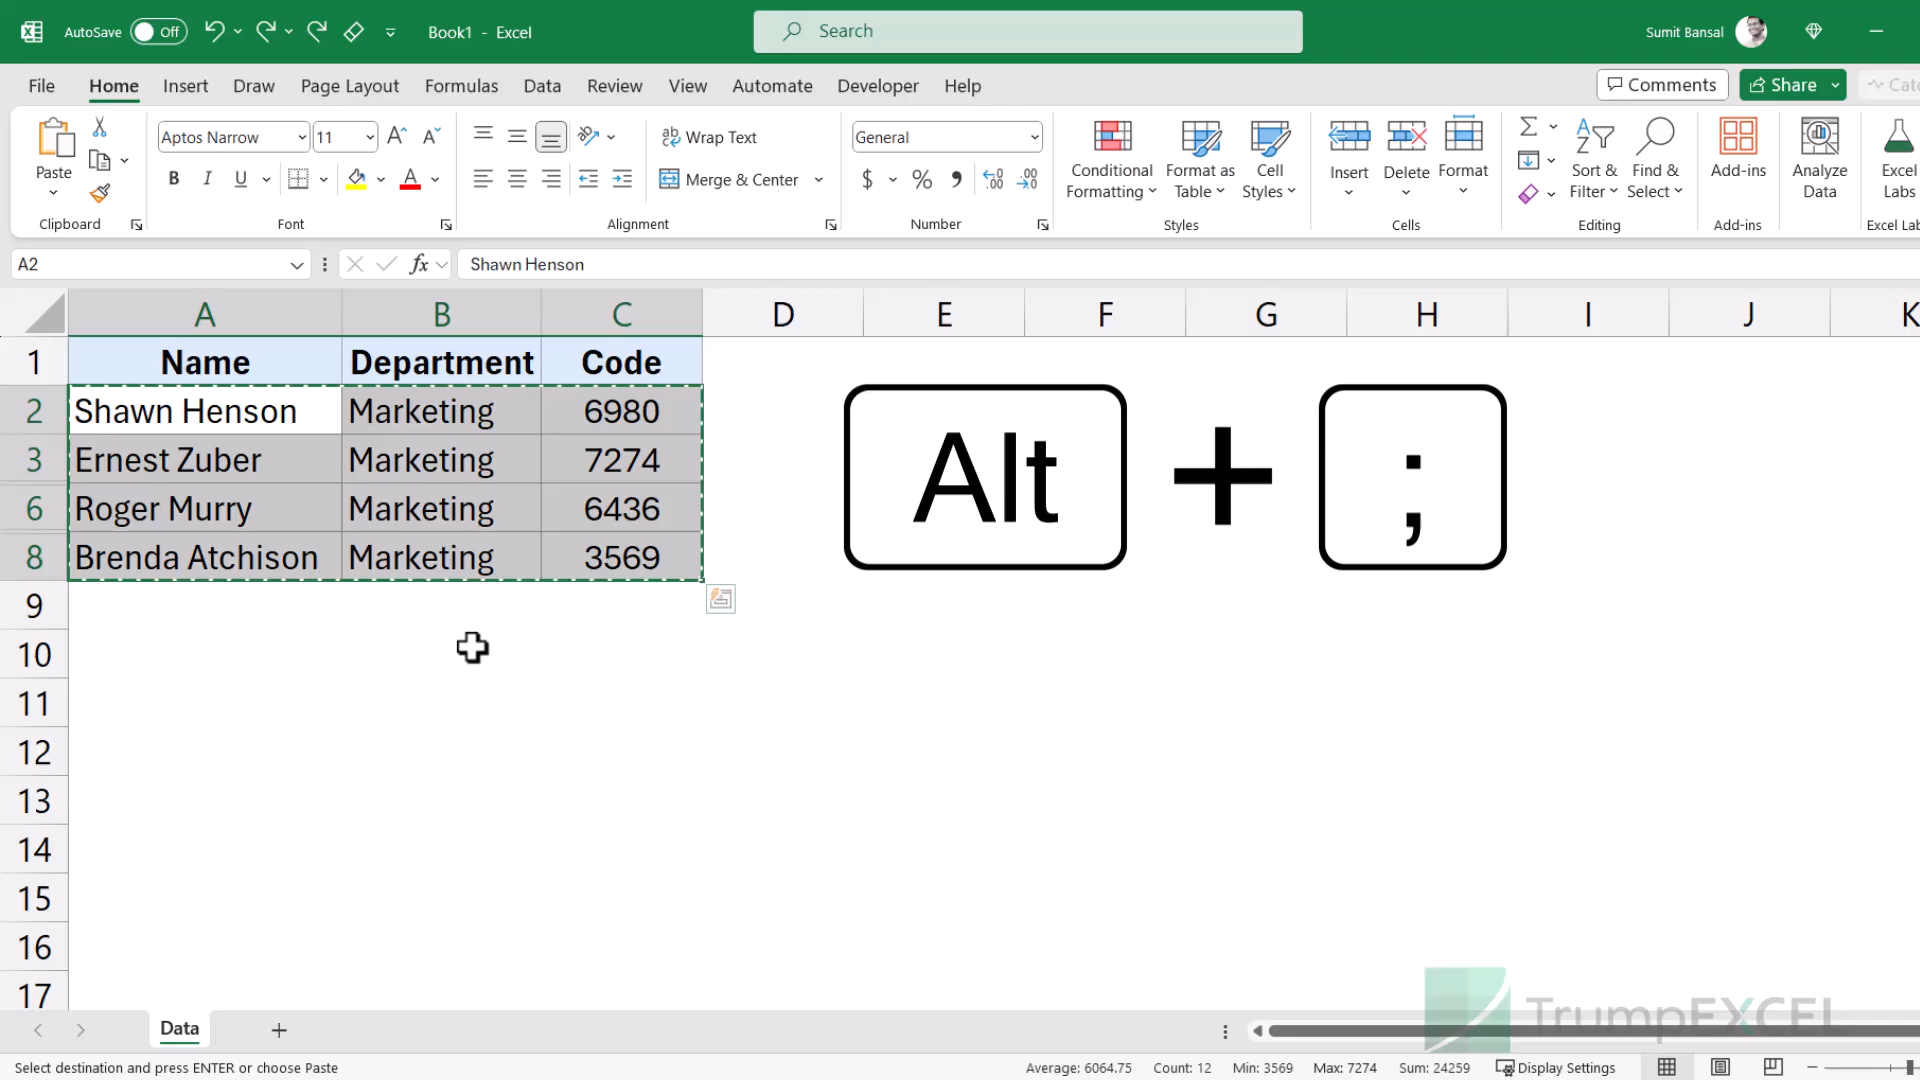 AutoSave Off Book1 - Excel Search Sumit Bansal
File Home Insert Draw Page Layout Formulas Data Review View Automate Developer Help Comments Share
Paste
Clipboard
Aptos Narrow 11
B I U A
Font
Wrap Text
Merge & Center
Alignment
General
$ %
Number
Conditional Formatting
Format as Table
Cell Styles
Styles
Insert Delete Format
Cells
Sort & Filter
Find & Select
Editing
Add-ins
Add-ins
Analyze Data
Excel Labs
A2 fx Shawn Henson
A B C D E F G H I J K
1 Name Department Code
2 Shawn Henson Marketing 6980
3 Ernest Zuber Marketing 7274
6 Roger Murry Marketing 6436
8 Brenda Atchison Marketing 3569
Alt + ;
9
10
11
12
13
14
15
16
17
TrumpEXCEL
Data
Select destination and press ENTER or choose Paste Average: 6064.75 Count: 12 Min: 3569 Max: 7274 Sum: 24259 Display Settings